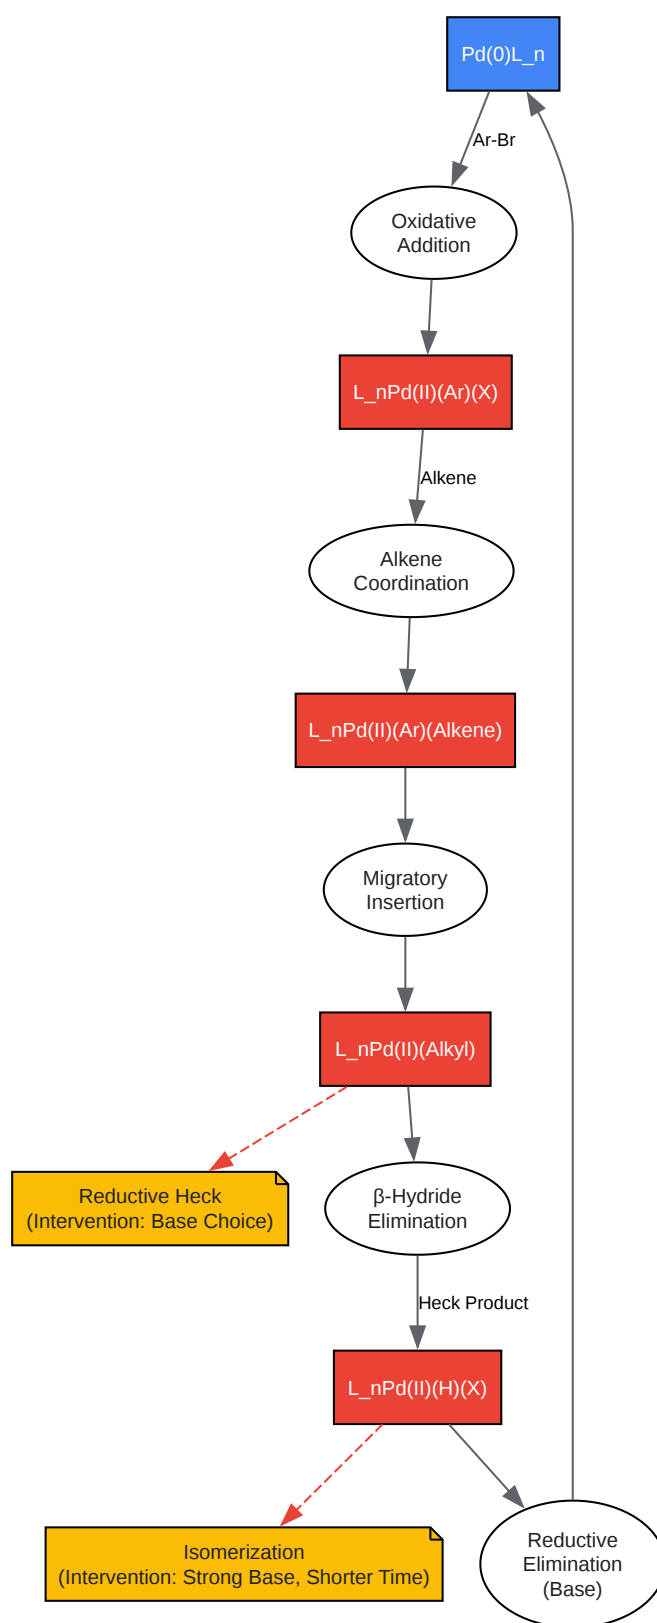 Pd(0)L_n
Ar-Br
Oxidative
Addition
L_nPd(II)(Ar)(X)
Alkene
Alkene
Coordination
L_nPd(II)(Ar)(Alkene)
Migratory
Insertion
L_nPd(II)(Alkyl)
Reductive Heck
(Intervention: Base Choice)
β-Hydride
Elimination
Heck Product
L_nPd(II)(H)(X)
Isomerization
(Intervention: Strong Base, Shorter Time)
Reductive
Elimination
(Base)